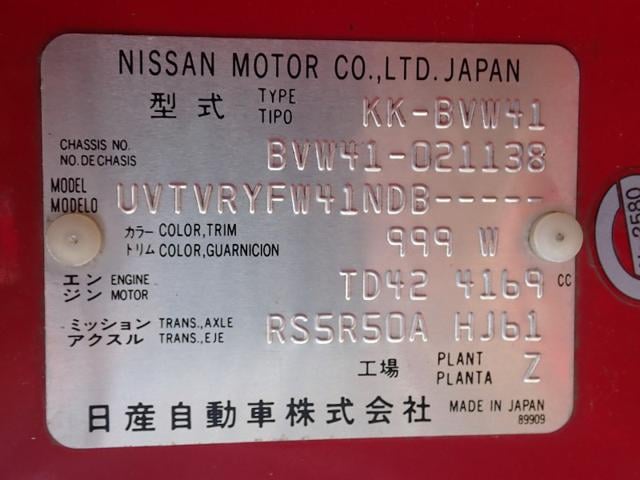 NISSAN MOTOR CO.,LTD. JAPAN
型式 TYPE TIPO KK-BVW41
CHASSIS NO. NO. DE CHASIS BVW41-021138
MODEL MODELO UVTVRYFW41NDB-----
カラー COLOR,TRIM トリム COLOR,GUARNICION 999 W
エンジン ENGINE MOTOR TD42 4169 CC
ミッション TRANS.,AXLE アクスル TRANS.,EJE RS5R50A HJ61
工場 PLANT PLANTA Z
日産自動車株式会社 MADE IN JAPAN
89909
2580